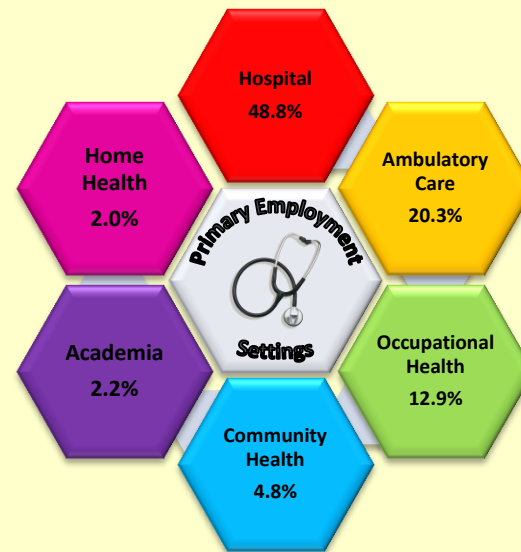 Hospital
48.8%
Ambulatory
Care
20.3%
Occupational
Health
12.9%
Community
Health
4.8%
Academia
2.2%
Home
Health
2.0%
Primary Employment
Settings